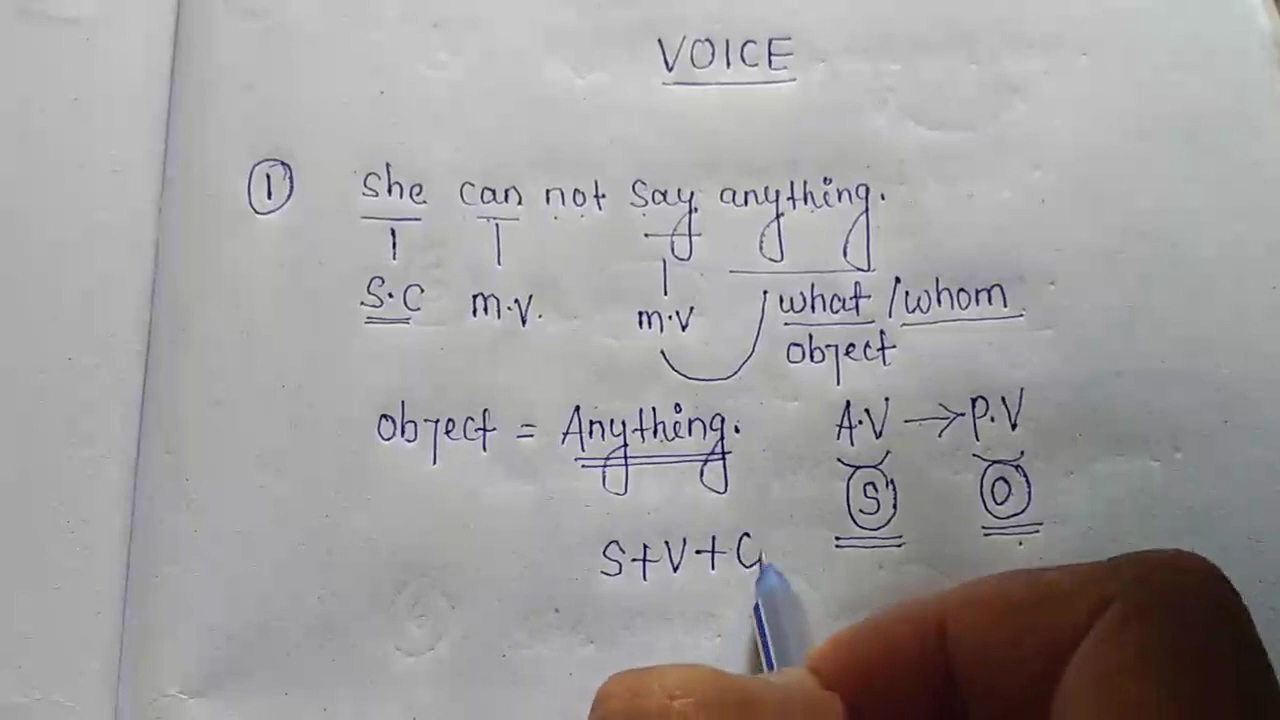 VOICE
① she can not say anything.
S.C m.v. m.v what / whom
object
object = Anything. A.V → P.V
S O
S+V+